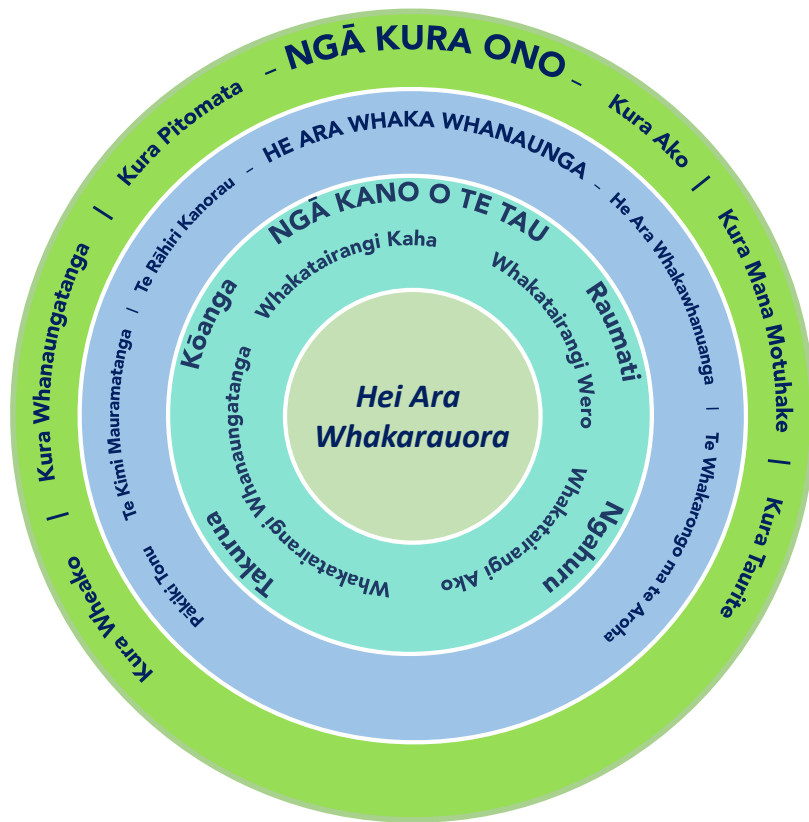 – NGĀ KURA ONO –
Kura Ako | Kura Mana Motuhake | Kura Taurite
Kura Wheako | Kura Whanaungatanga | Kura Pitomata
– HE ARA WHAKA WHANAUNGA –
He Ara Whakawhanuanga | Te Whakarongo ma te Aroha
Pākiki Tonu Te Kimi Mauramatanga | Te Rāhiri Kanorau
NGĀ KANO O TE TAU
Raumati
Ngahuru
Takurua
Kōanga
Whakatairangi Kaha
Whakatairangi Wero
Whakatairangi Ako
Whakatairangi Whanaungatanga
Hei Ara
Whakarauora